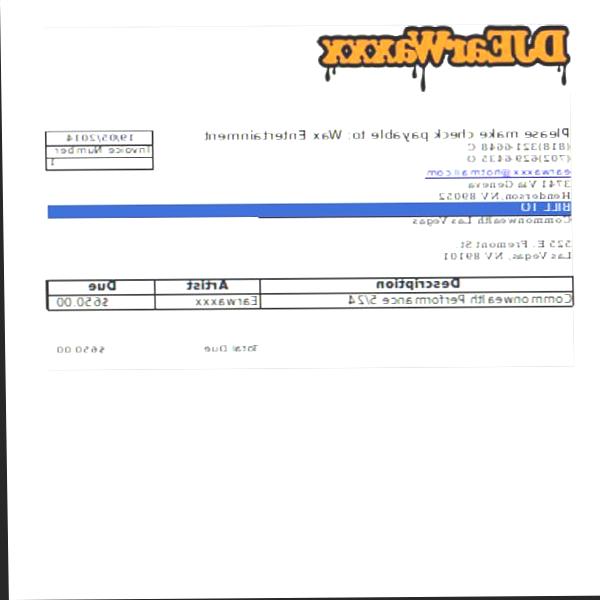 DJEarWaxxx
Please make check payable to: Wax Entertainment
19/05/2014
(818)321-6648 C
Invoice Number
(702)629-6435 O
1
earwaxxx@hotmail.com
3741 Via Geneva
Henderson, NV 89052
BILL TO
Commonwealth Las Vegas
525 E. Fremont St.
Las Vegas, NV 89101
Description Artist Due
Commonwealth Performance 5/24 Earwaxxx $650.00
Total Due $650.00